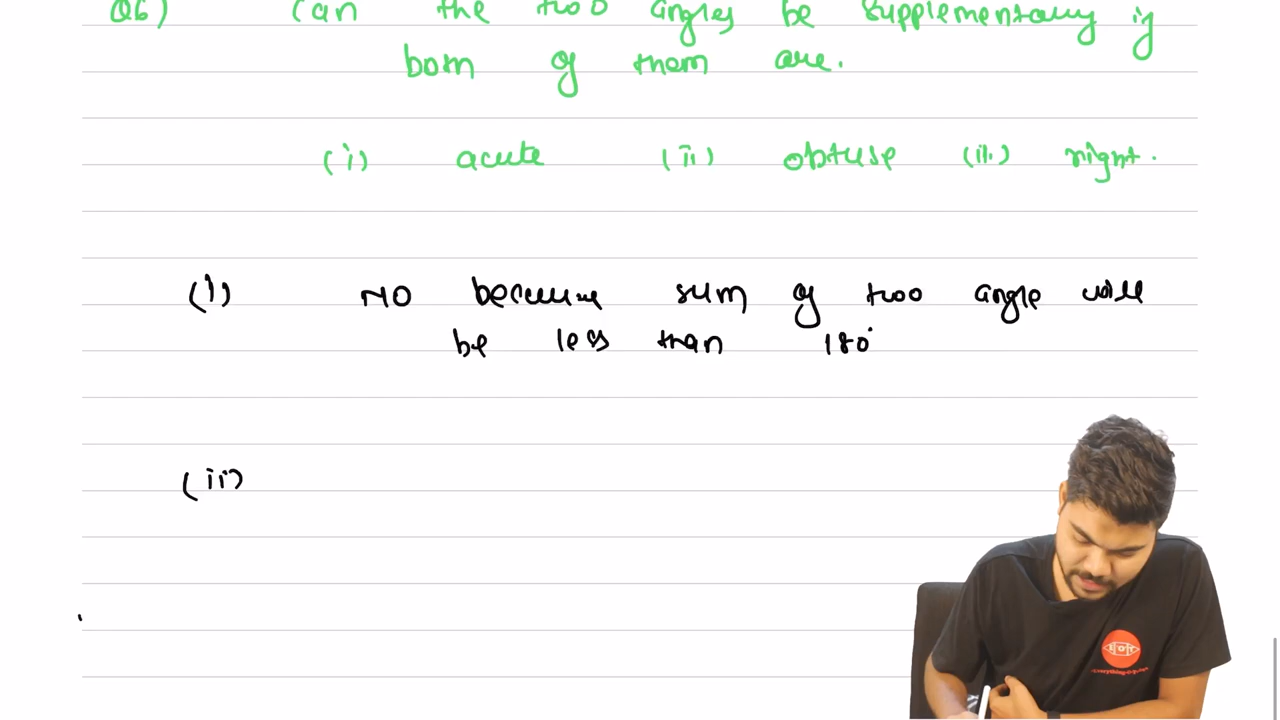 Q6) Can the two angles be supplementary if
both of them are.
(i) acute (ii) obtuse (iii) right.
(i) NO because sum of two angle will
be less than 180°
(ii)